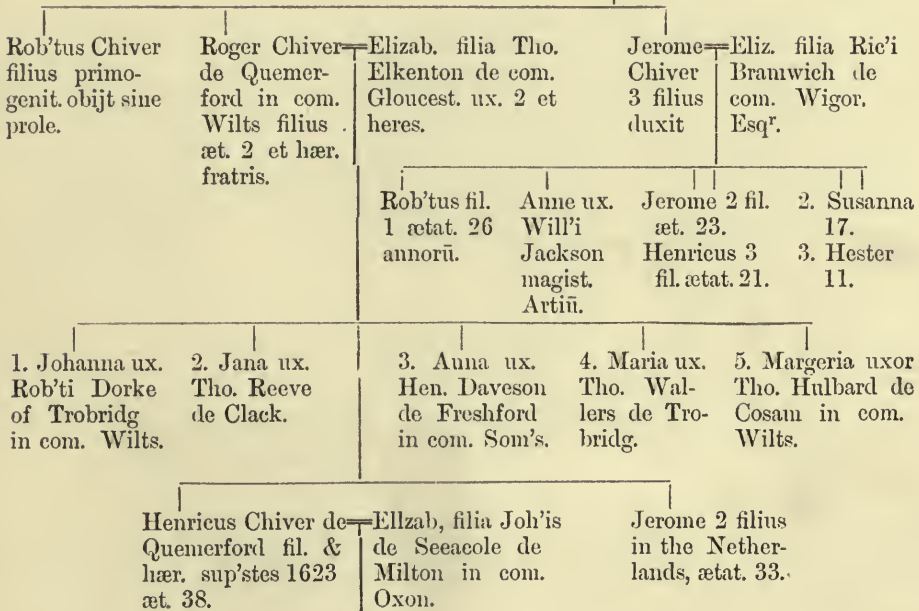 Rob'tus Chiver
filius primo-
genit. obijt sine
prole.
Roger Chiver
de Quemer-
ford in com.
Wilts filius
æt. 2 et hær.
fratris.
Elizab. filia Tho.
Elkenton de com.
Gloucest. ux. 2 et
heres.
Jerome
Chiver
3 filius
duxit
Eliz. filia Ric'i
Bramwich de
com. Wigor.
Esqr.
Rob'tus fil.
1 ætat. 26
annorū.
Anne ux.
Will'i
Jackson
magist.
Artiū.
Jerome 2 fil.
æt. 23.
Henricus 3
fil. ætat. 21.
2. Susanna
17.
3. Hester
11.
1. Johanna ux.
Rob'ti Dorke
of Trobridg
in com. Wilts.
2. Jana ux.
Tho. Reeve
de Clack.
3. Anna ux.
Hen. Daveson
de Freshford
in com. Som's.
4. Maria ux.
Tho. Wal-
lers de Tro-
bridg.
5. Margeria uxor
Tho. Hulbard de
Cosam in com.
Wilts.
Henricus Chiver de
Quemerford fil. &
hær. sup'stes 1623
æt. 38.
Ellzab, filia Joh'is
de Seeacole de
Milton in com.
Oxon.
Jerome 2 filius
in the Nether-
lands, ætat. 33.